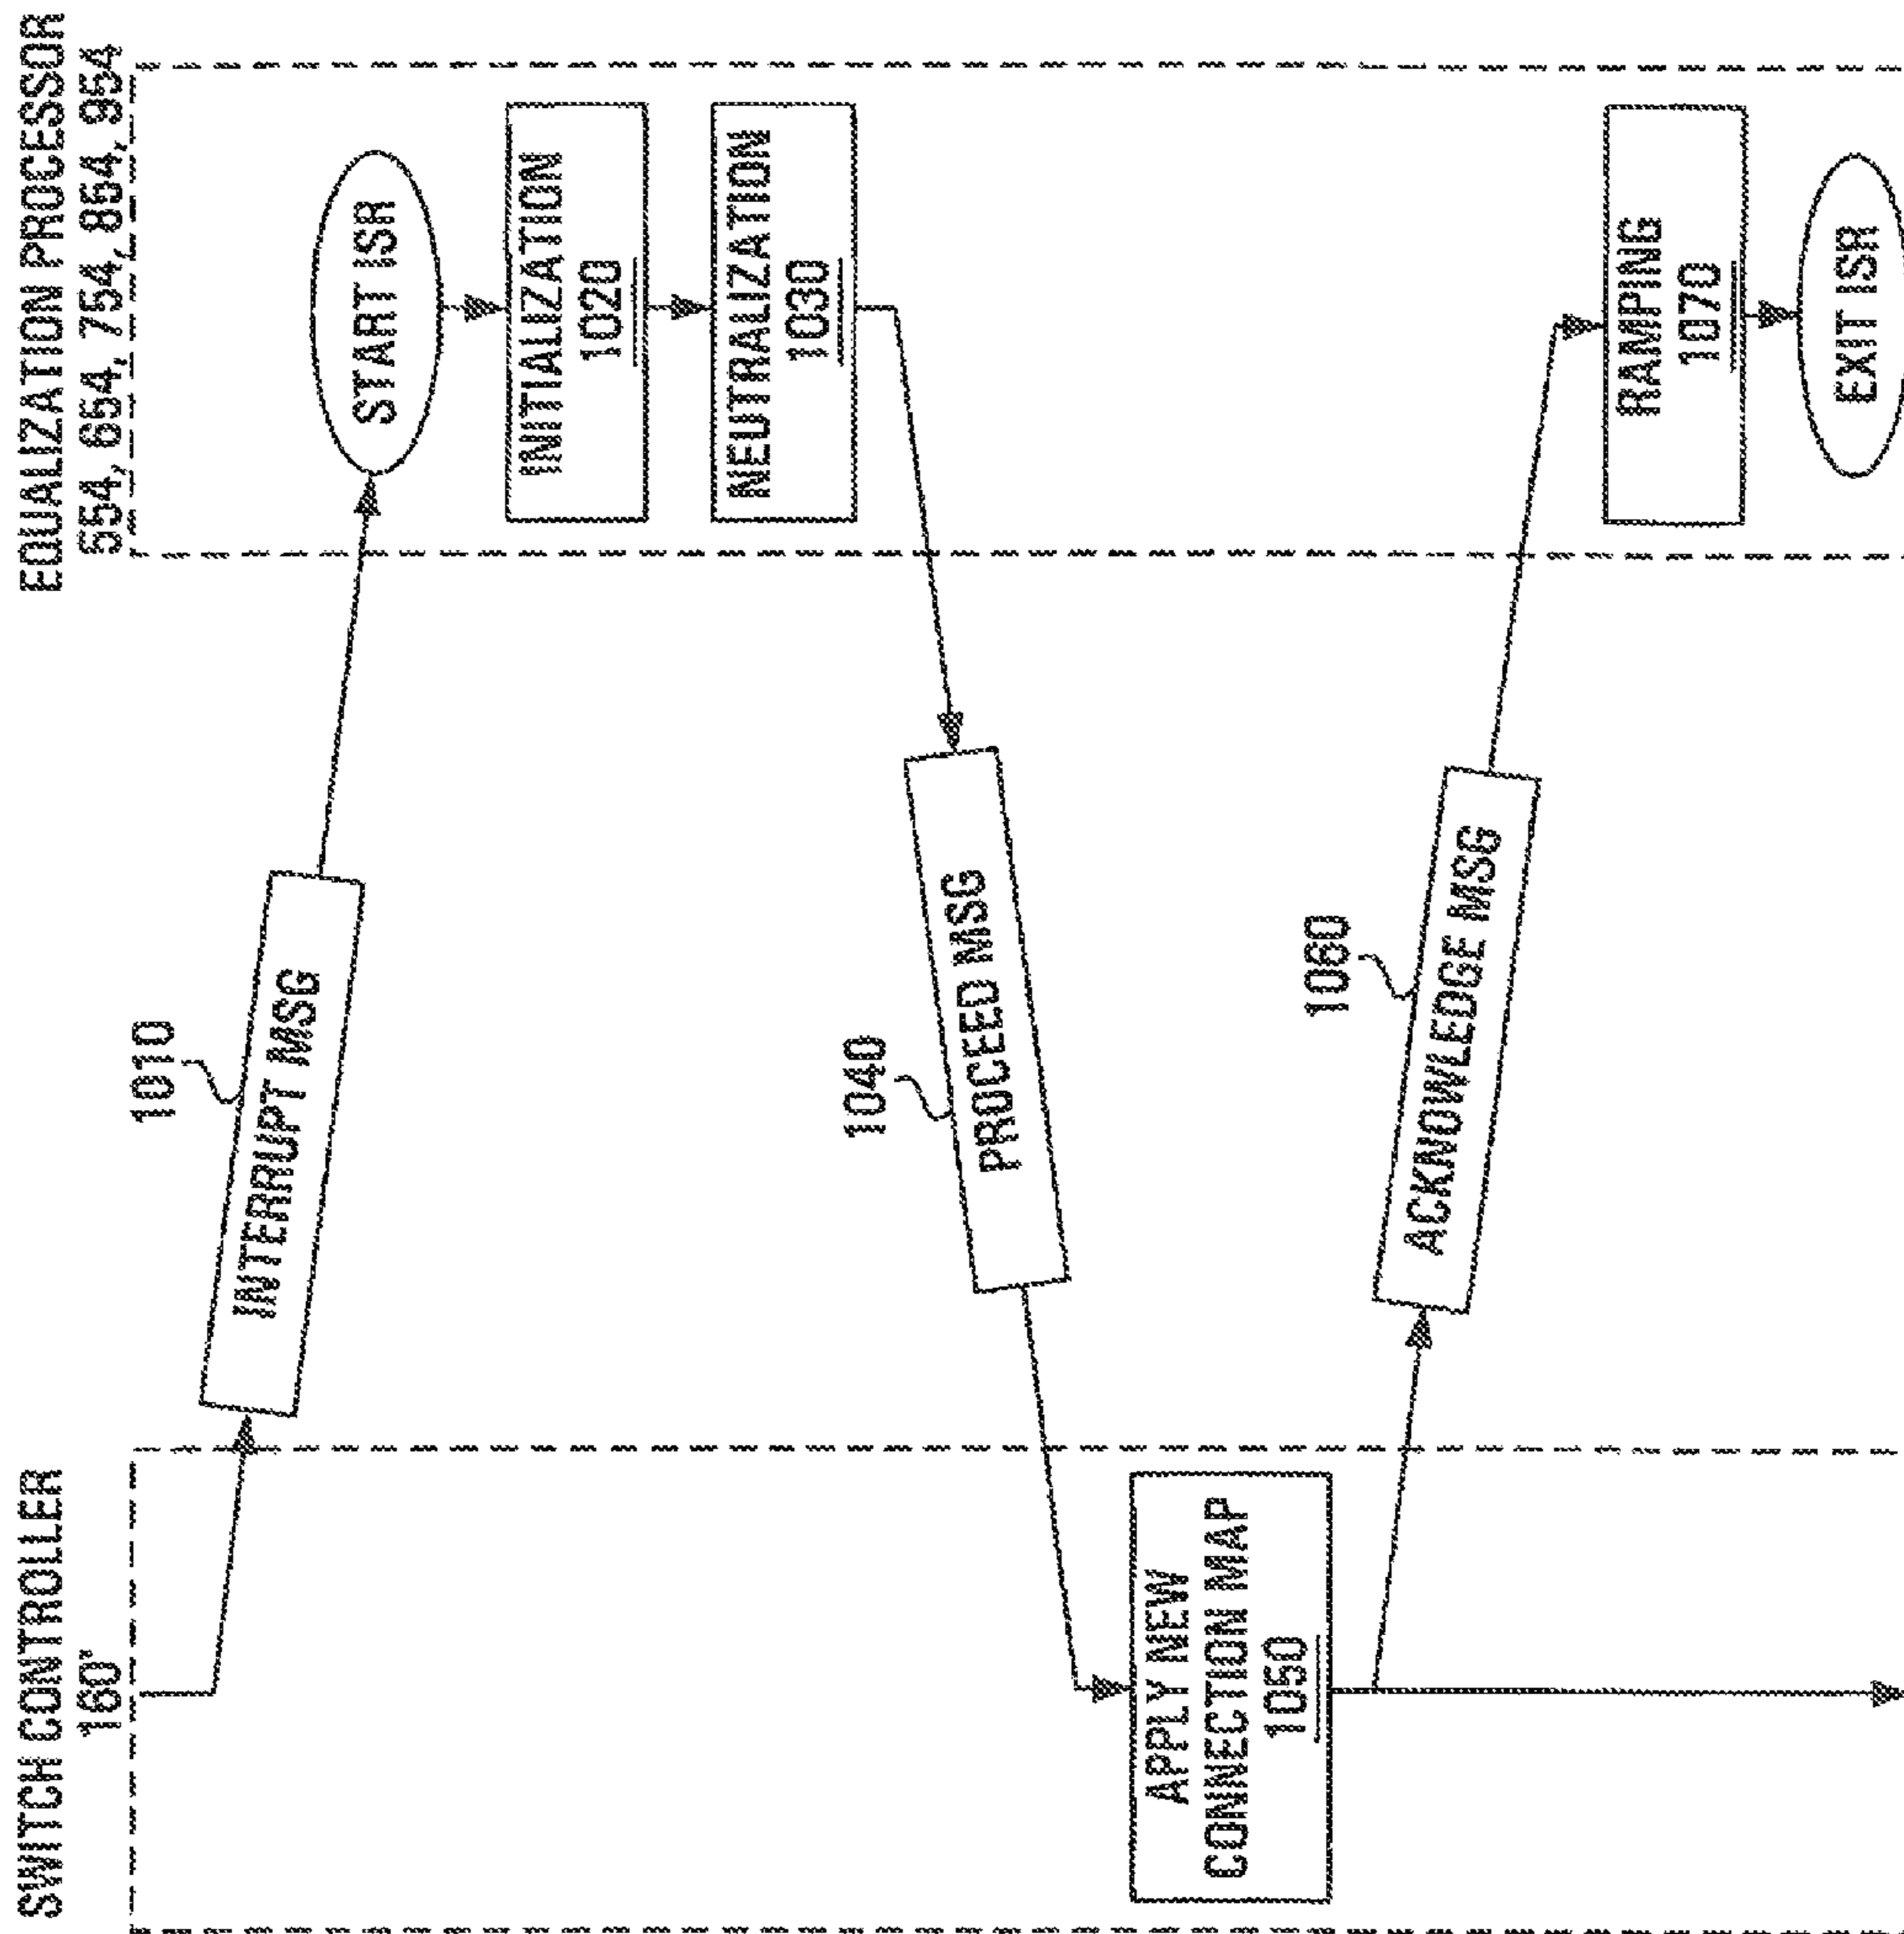 SWITCH CONTROLLER
160'
EQUALIZATION PROCESSOR
554, 654, 754, 854, 954
1010
INTERRUPT MSG
START ISR
INITIALIZATION
1020
NEUTRALIZATION
1030
1040
PROCEED MSG
APPLY NEW
CONNECTION MAP
1050
1060
ACKNOWLEDGE MSG
RAMPING
1070
EXIT ISR